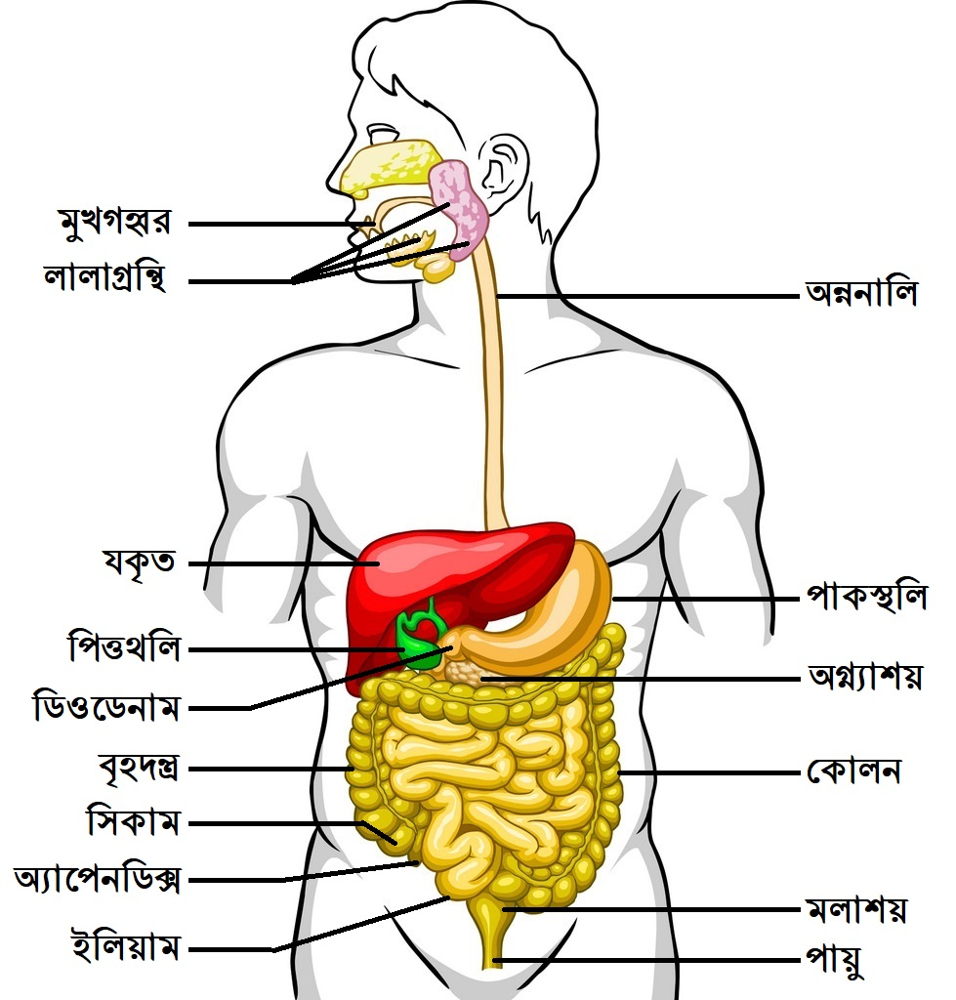 মুখগহ্বর
লালাগ্রন্থি
অন্ননালি
যকৃত
পাকস্থলি
পিত্তথলি
অগ্ন্যাশয়
ডিওডেনাম
বৃহদন্ত্র
কোলন
সিকাম
অ্যাপেনডিক্স
মলাশয়
ইলিয়াম
পায়ু